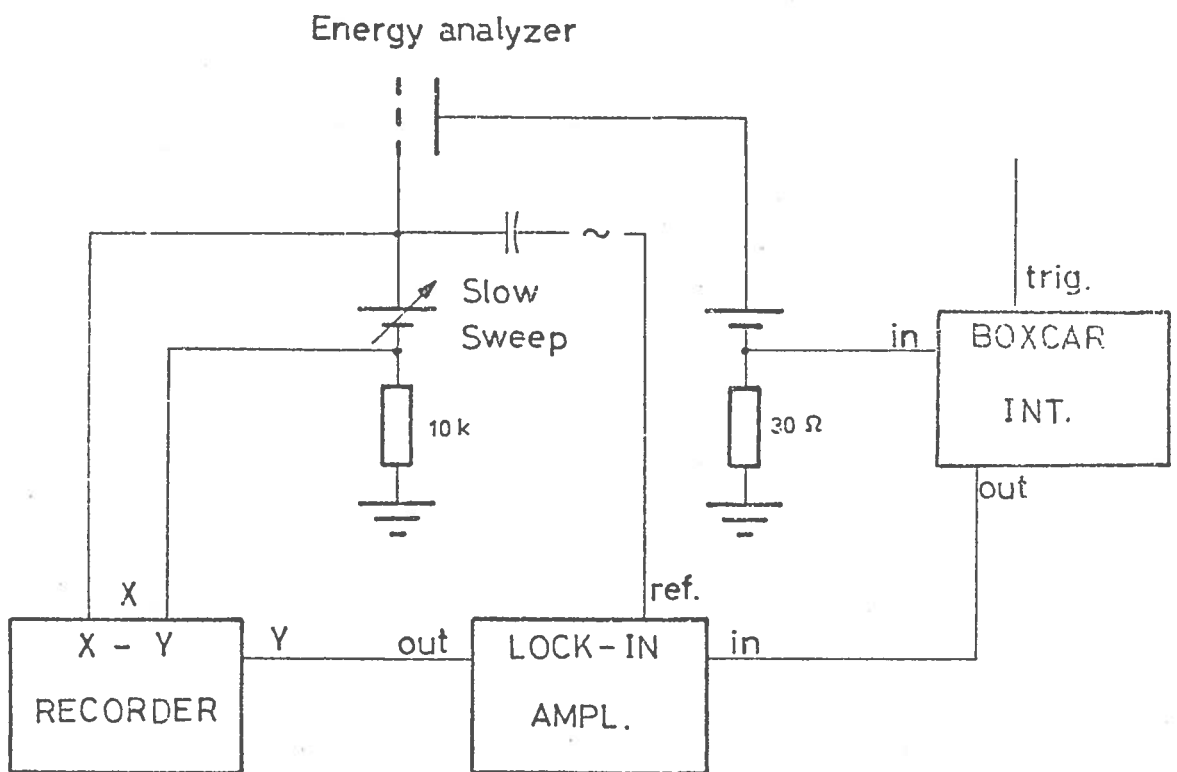 Energy analyzer
~
trig.
Slow
Sweep
in
BOXCAR
INT.
10 k
30 Ω
out
X
ref.
X - Y
RECORDER
Y
out
LOCK-IN
AMPL.
in